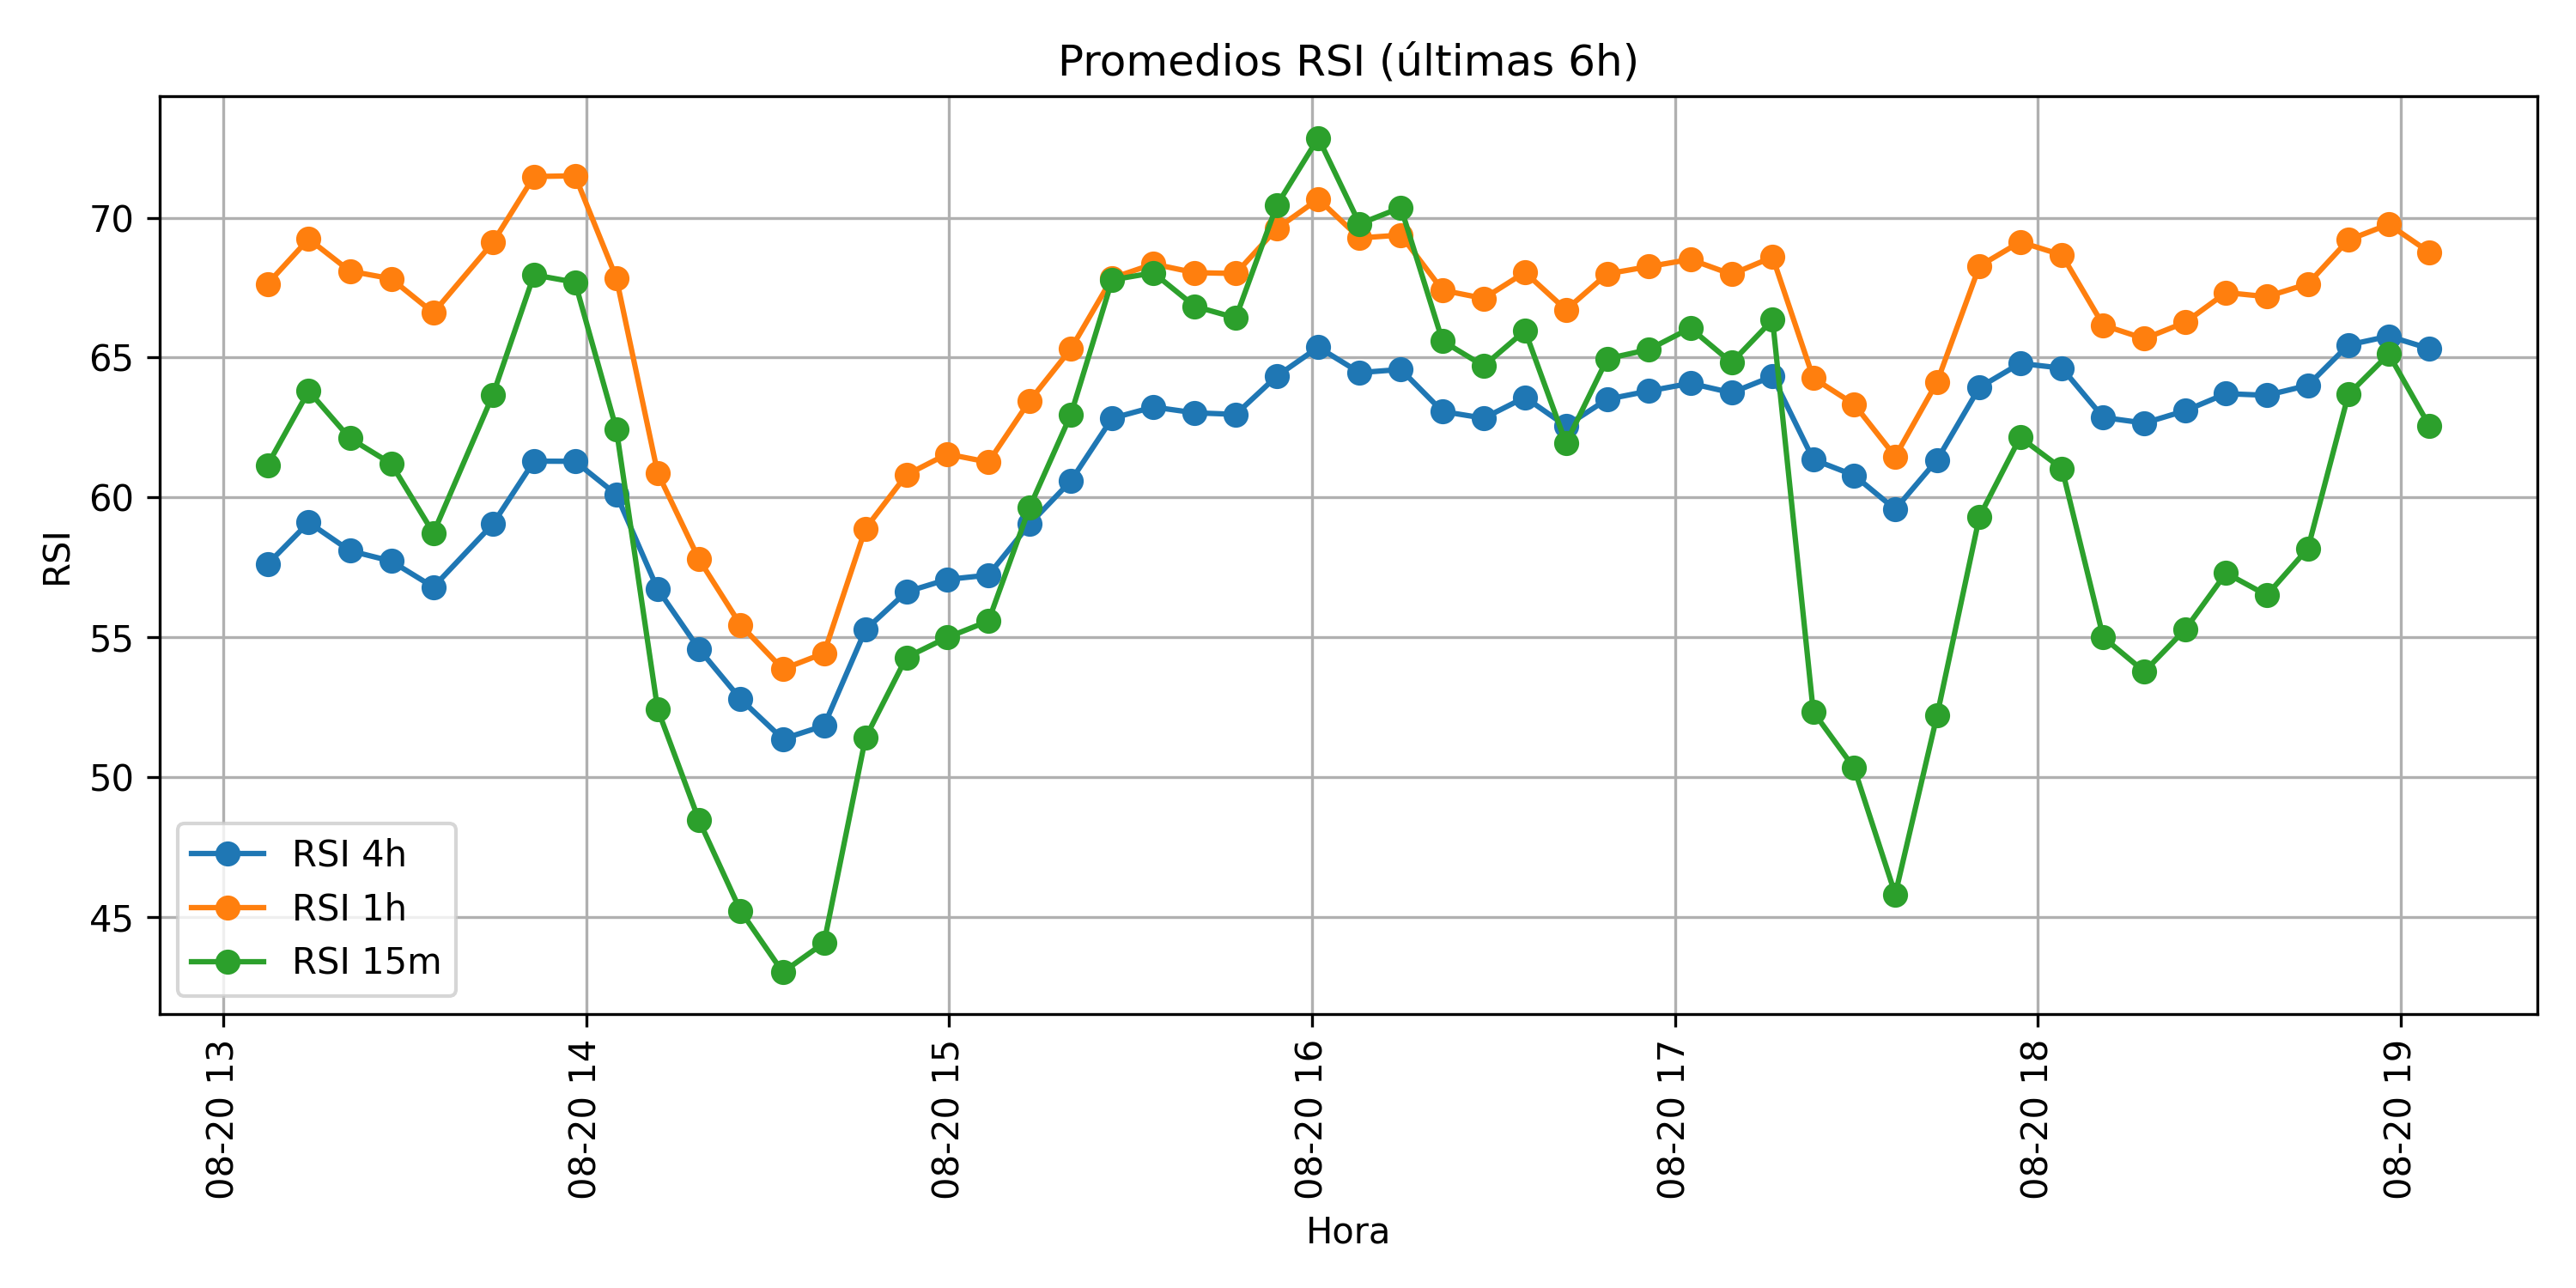 Promedios RSI (últimas 6h)
RSI
70
65
60
55
50
45
RSI 4h
RSI 1h
RSI 15m
08-20 13
08-20 14
08-20 15
08-20 16
08-20 17
08-20 18
08-20 19
Hora